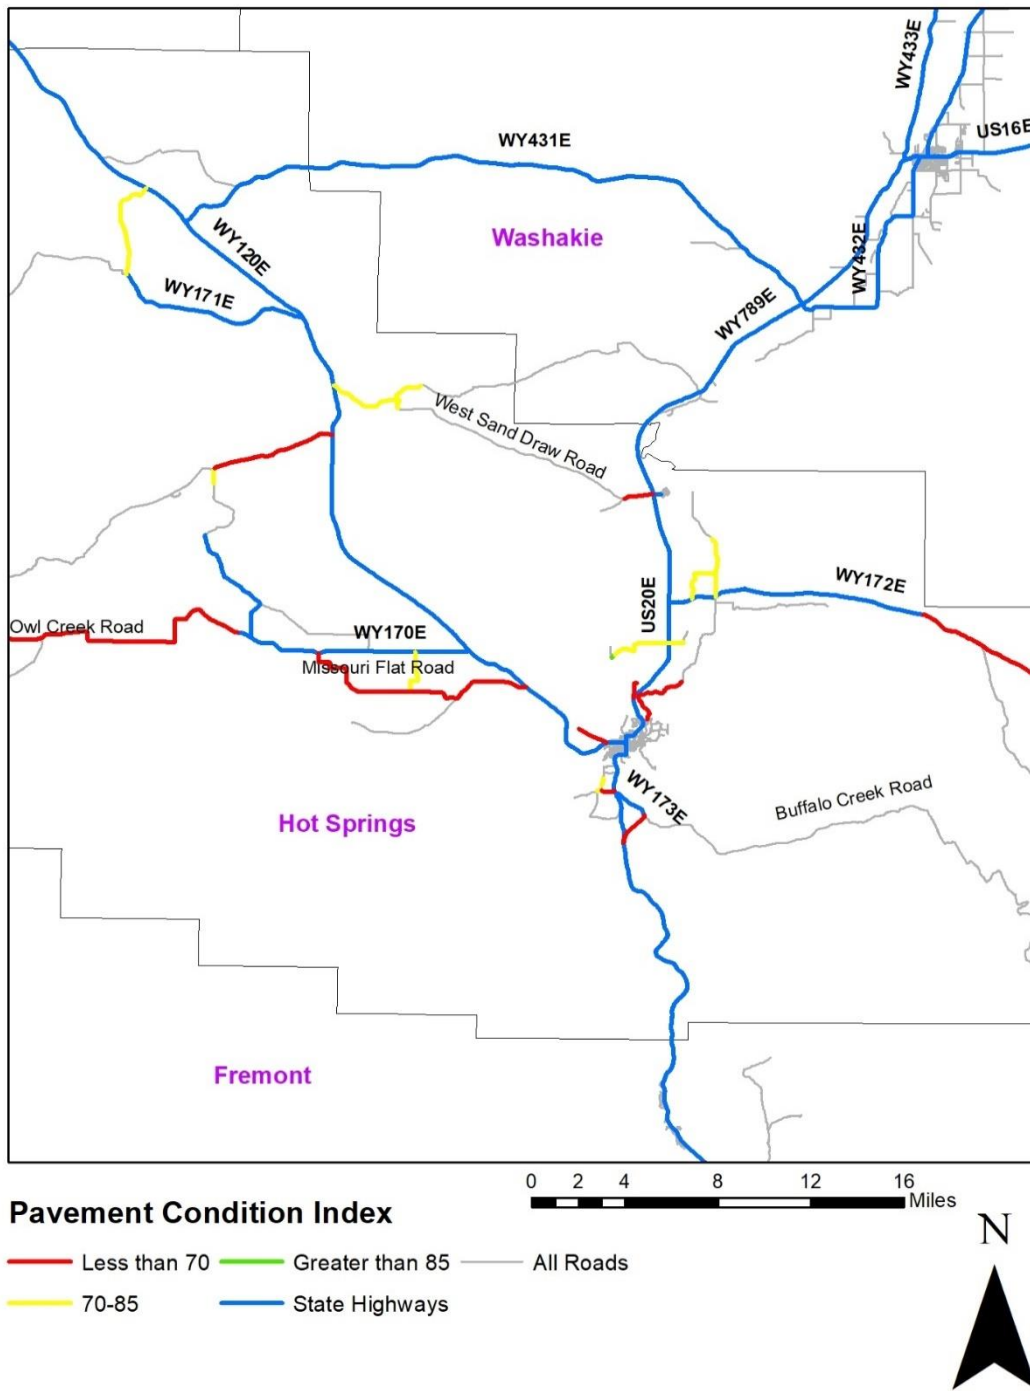 WY433E
US16E
WY431E
Washakie
WY120E
WY432E
WY171E
WY789E
West Sand Draw Road
WY172E
US20E
Owl Creek Road
WY170E
Missouri Flat Road
WY173E
Buffalo Creek Road
Hot Springs
Fremont
0 2 4 8 12 16
Miles
Pavement Condition Index
N
Less than 70 Greater than 85 All Roads
70-85 State Highways